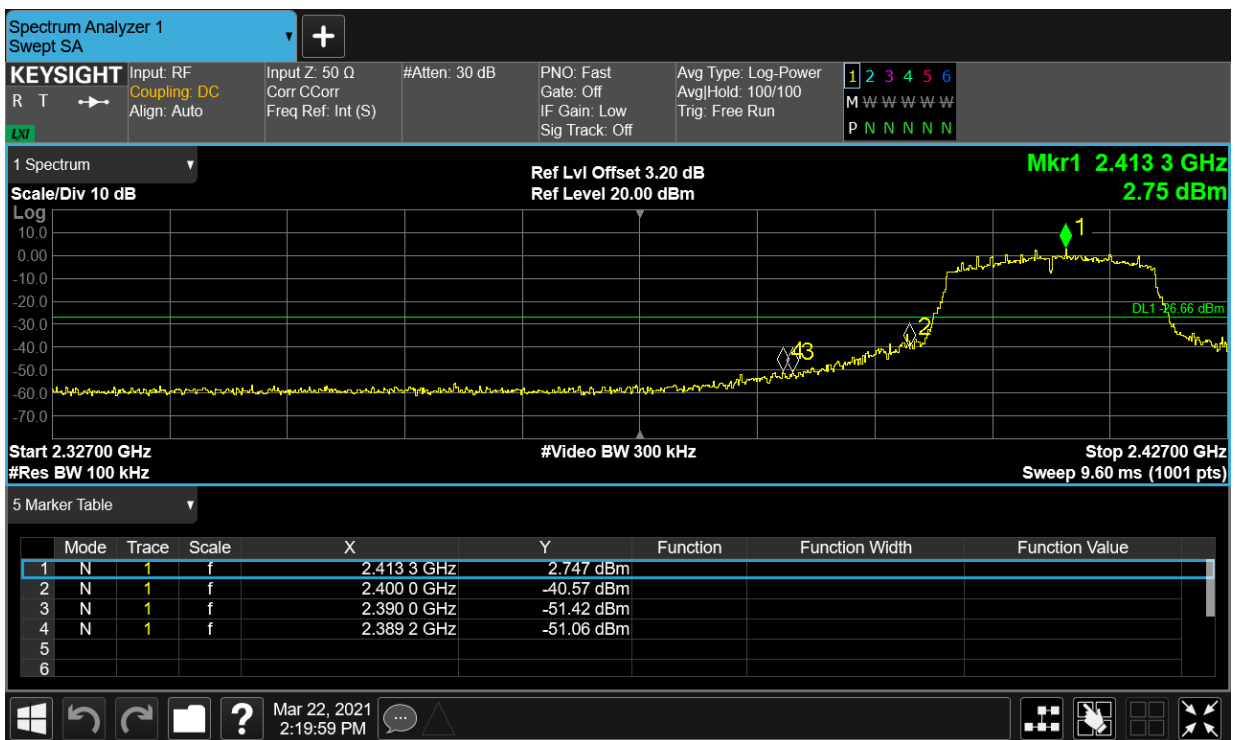 Spectrum Analyzer 1
Swept SA
+
KEYSIGHT
R T
LXI
Input: RF
Coupling: DC
Align: Auto
Input Z: 50 Ω
Corr CCorr
Freq Ref: Int (S)
#Atten: 30 dB
PNO: Fast
Gate: Off
IF Gain: Low
Sig Track: Off
Avg Type: Log-Power
Avg|Hold: 100/100
Trig: Free Run
1 2 3 4 5 6
M W W W W W
P N N N N N
1 Spectrum
Scale/Div 10 dB
Ref Lvl Offset 3.20 dB
Ref Level 20.00 dBm
Mkr1 2.413 3 GHz
2.75 dBm
Log
10.0
0.00
-10.0
-20.0
-30.0
-40.0
-50.0
-60.0
-70.0
1
DL1 -26.66 dBm
2
43
Start 2.32700 GHz
#Res BW 100 kHz
#Video BW 300 kHz
Stop 2.42700 GHz
Sweep 9.60 ms (1001 pts)
5 Marker Table
Mode Trace Scale X Y Function Function Width Function Value
1 N 1 f 2.413 3 GHz 2.747 dBm
2 N 1 f 2.400 0 GHz -40.57 dBm
3 N 1 f 2.390 0 GHz -51.42 dBm
4 N 1 f 2.389 2 GHz -51.06 dBm
5
6
?
Mar 22, 2021
2:19:59 PM